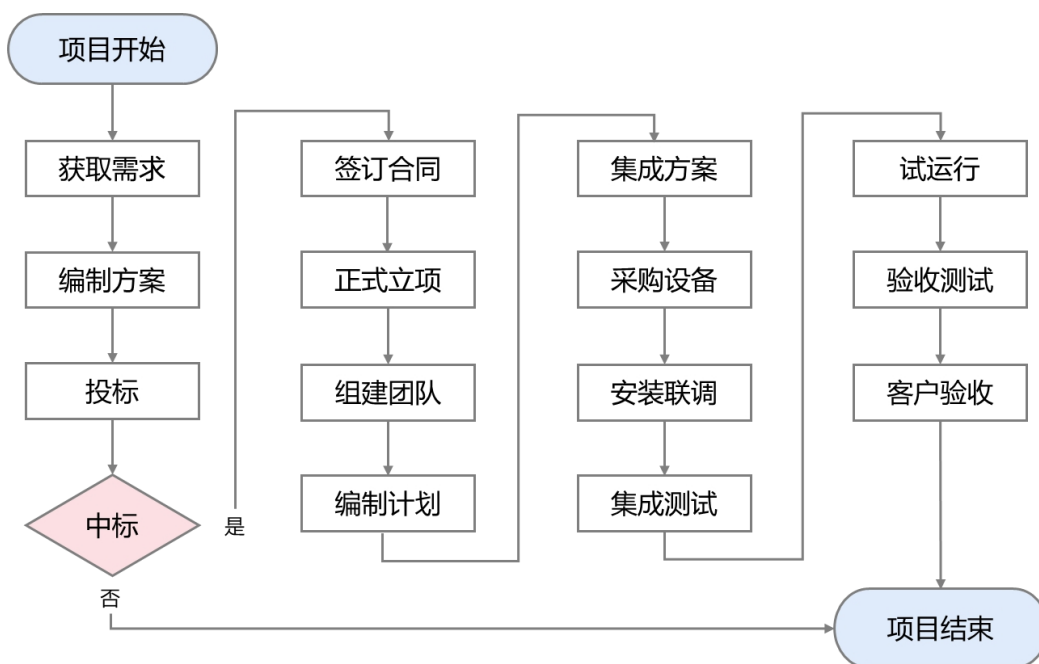 项目开始
获取需求
编制方案
投标
中标
是
否
签订合同
正式立项
组建团队
编制计划
集成方案
采购设备
安装联调
集成测试
试运行
验收测试
客户验收
项目结束